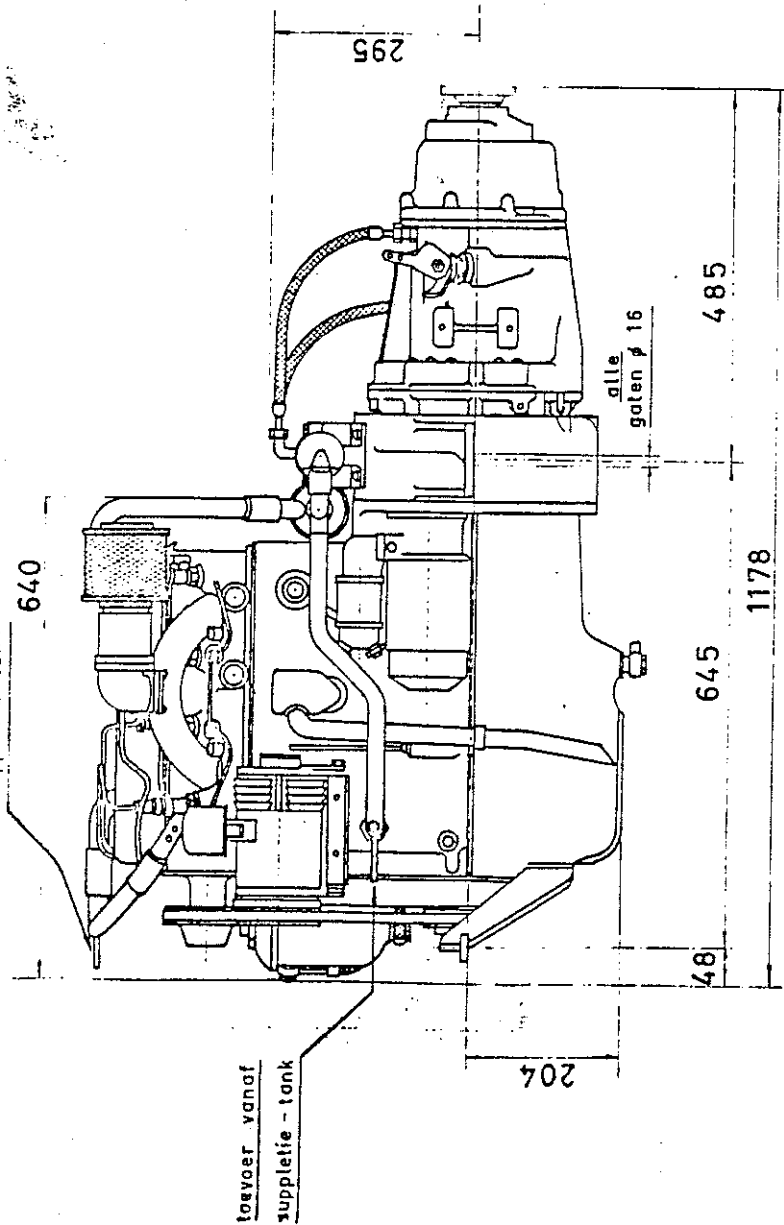 640
295
toevoer vanaf
suppletie - tank
alle
gaten ϕ 16
204
48
645
485
1178